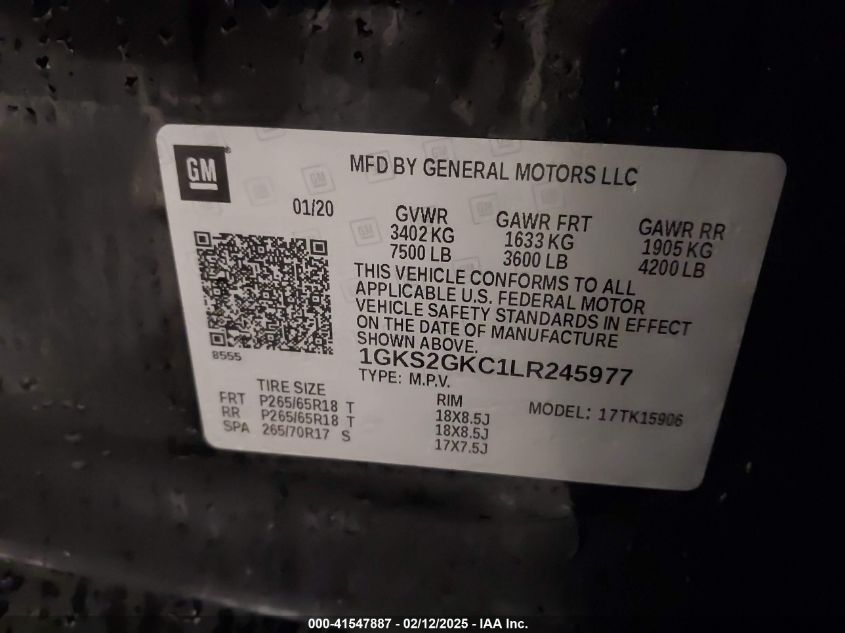 GM
MFD BY GENERAL MOTORS LLC
01/20
GVWR
3402 KG
7500 LB
GAWR FRT
1633 KG
3600 LB
GAWR RR
1905 KG
4200 LB
THIS VEHICLE CONFORMS TO ALL
APPLICABLE U.S. FEDERAL MOTOR
VEHICLE SAFETY STANDARDS IN EFFECT
ON THE DATE OF MANUFACTURE
SHOWN ABOVE.
8555
1GKS2GKC1LR245977
TYPE: M.P.V.
TIRE SIZE
RIM
MODEL: 17TK15906
FRT P265/65R18 T 18X8.5J
RR P265/65R18 T 18X8.5J
SPA 265/70R17 S 17X7.5J
000-41547887 - 02/12/2025 - Copyright IAA, Inc.